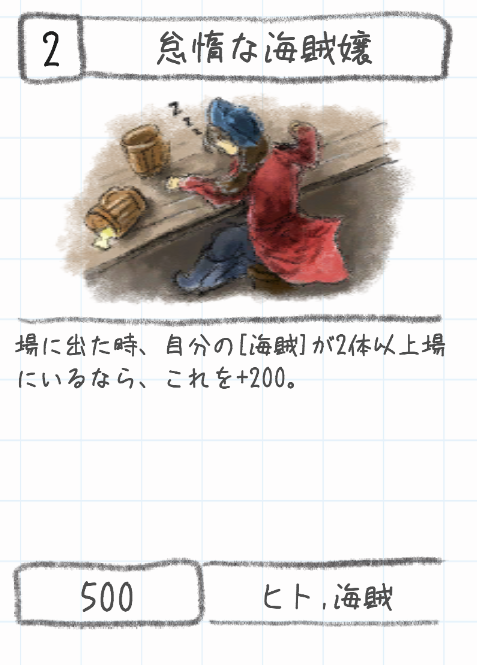 2
怠惰な海賊嬢
z z z
場に出た時、自分の[海賊]が2体以上場
にいるなら、これを+200。
500
ヒト,海賊